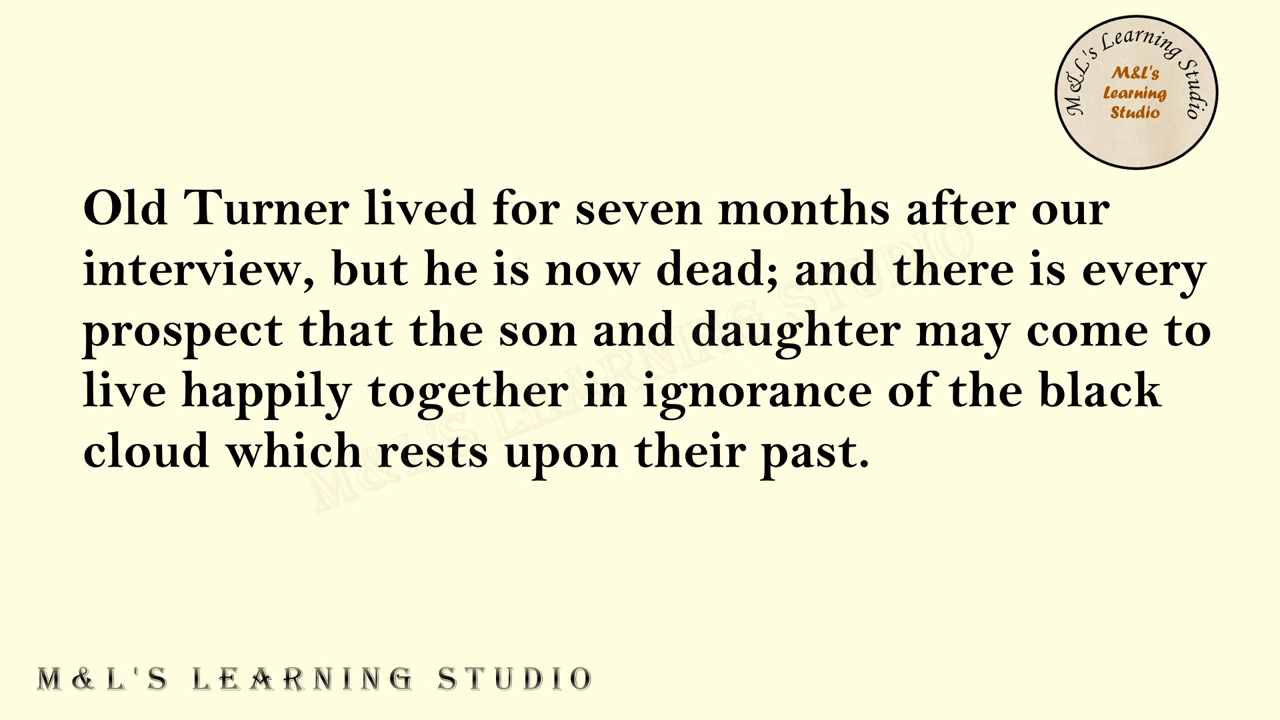 M&L's Learning Studio
M&L's
Learning
Studio
Old Turner lived for seven months after our
interview, but he is now dead; and there is every
prospect that the son and daughter may come to
live happily together in ignorance of the black
cloud which rests upon their past.
M&L'S LEARNING STUDIO
M&L'S LEARNING STUDIO